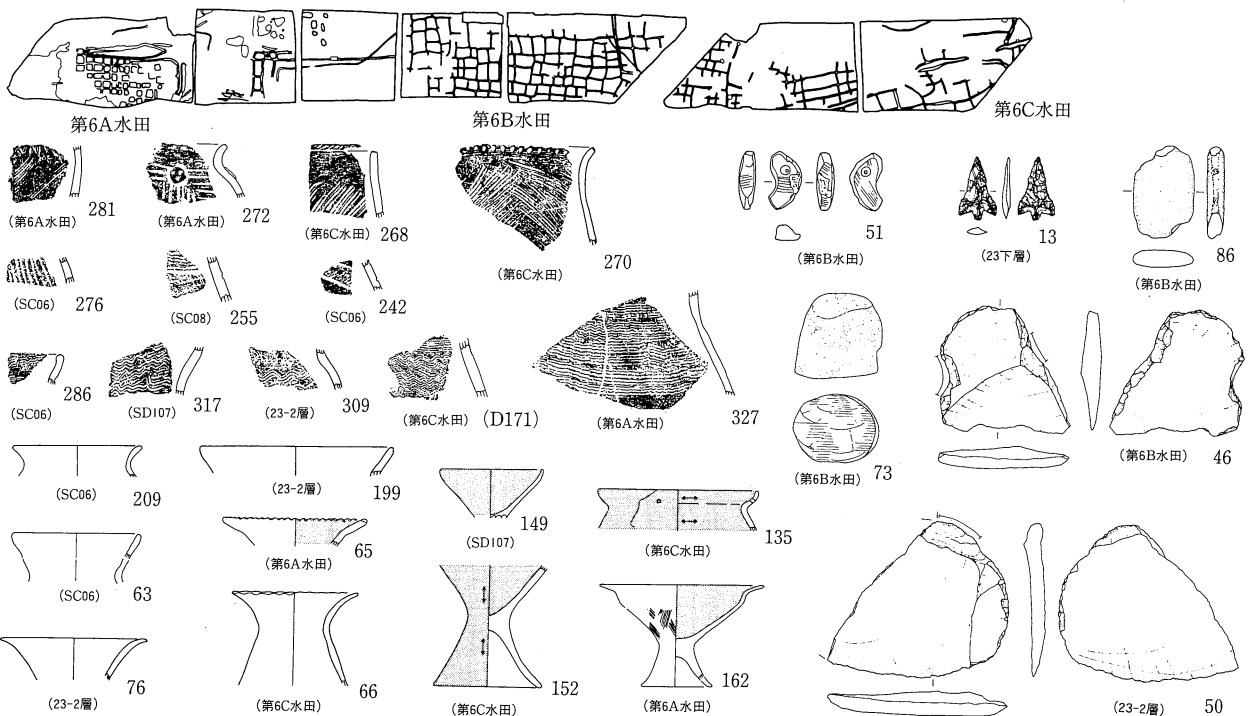 第6A水田
第6B水田
第6C水田
(第6A水田) 281
(第6A水田) 272
(第6C水田) 268
(第6C水田) 270
(第6B水田) 51
(23下層) 13
(第6B水田) 86
(SC06) 276
(SC08) 255
(SC06) 242
(SC06) 286
(SD107) 317
(23-2層) 309
(第6C水田) (D171)
(第6A水田) 327
(第6B水田) 73
(第6B水田) 46
(SC06) 209
(23-2層) 199
(SD107) 149
(第6C水田) 135
(SC06) 63
(第6A水田) 65
(23-2層) 76
(第6C水田) 66
(第6C水田) 152
(第6A水田) 162
(23-2層) 50